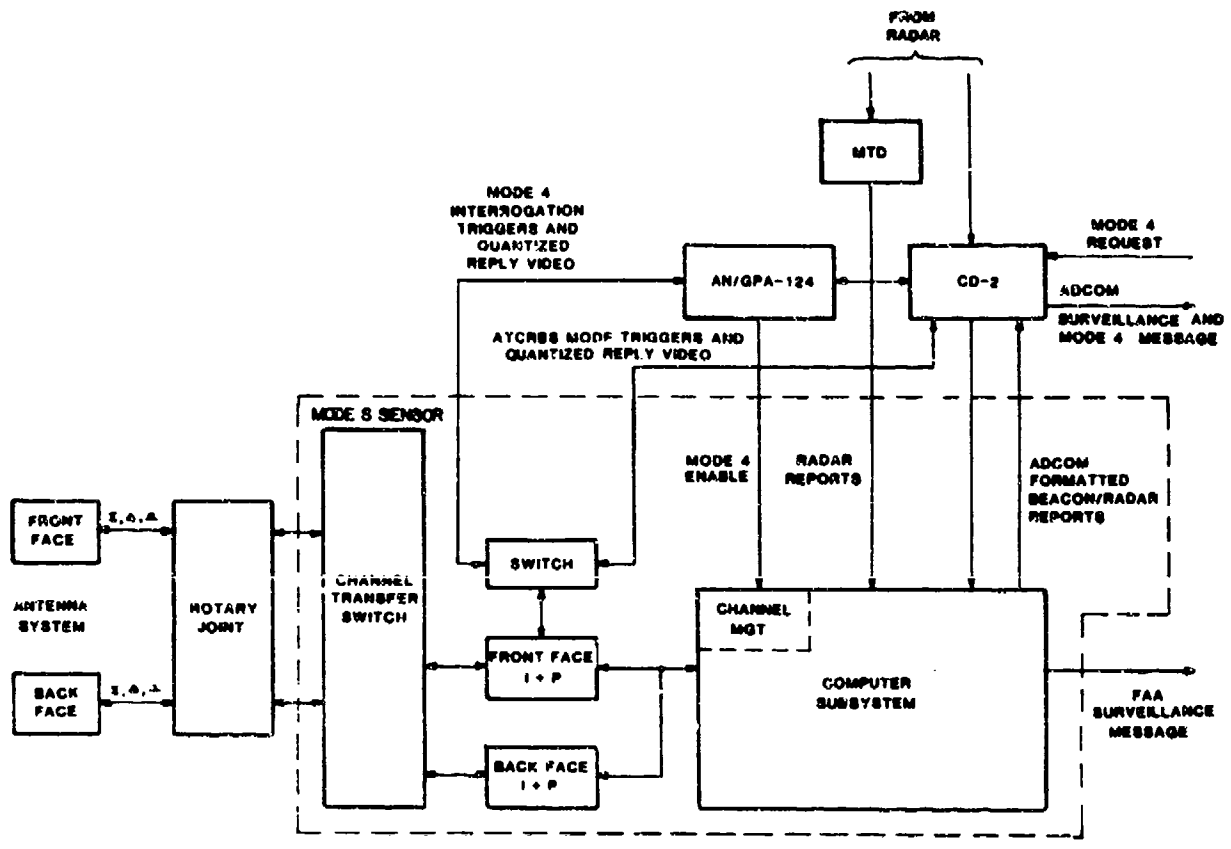 FROM
RADAR
MTD
MODE 4
INTERROGATION
TRIGGERS AND
QUANTIZED
REPLY VIDEO
AN/GPA-124
CD-2
MODE 4
REQUEST
ADCOM
SURVEILLANCE AND
MODE 4 MESSAGE
ATCRBS MODE TRIGGERS AND
QUANTIZED REPLY VIDEO
MODE S SENSOR
MODE 4
ENABLE
RADAR
REPORTS
ADCOM
FORMATTED
BEACON/RADAR
REPORTS
FRONT
FACE
ANTENNA
SYSTEM
BACK
FACE
ROTARY
JOINT
CHANNEL
TRANSFER
SWITCH
SWITCH
FRONT FACE
I + P
BACK FACE
I + P
CHANNEL
MGT
COMPUTER
SUBSYSTEM
FAA
SURVEILLANCE
MESSAGE